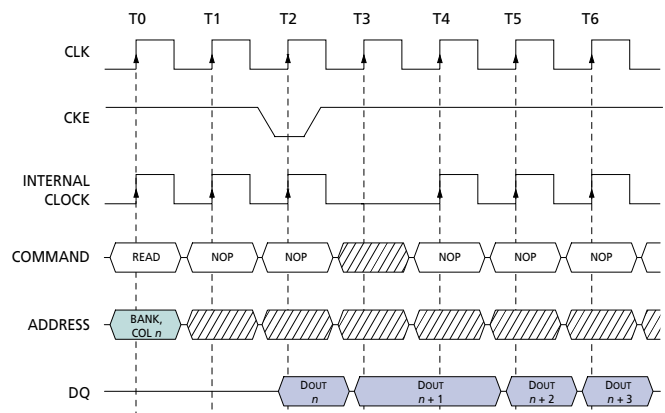 T0 T1 T2 T3 T4 T5 T6
CLK
CKE
INTERNAL
CLOCK
COMMAND READ NOP NOP NOP NOP NOP
ADDRESS BANK,
COL n
DQ DOUT DOUT DOUT DOUT
n n + 1 n + 2 n + 3